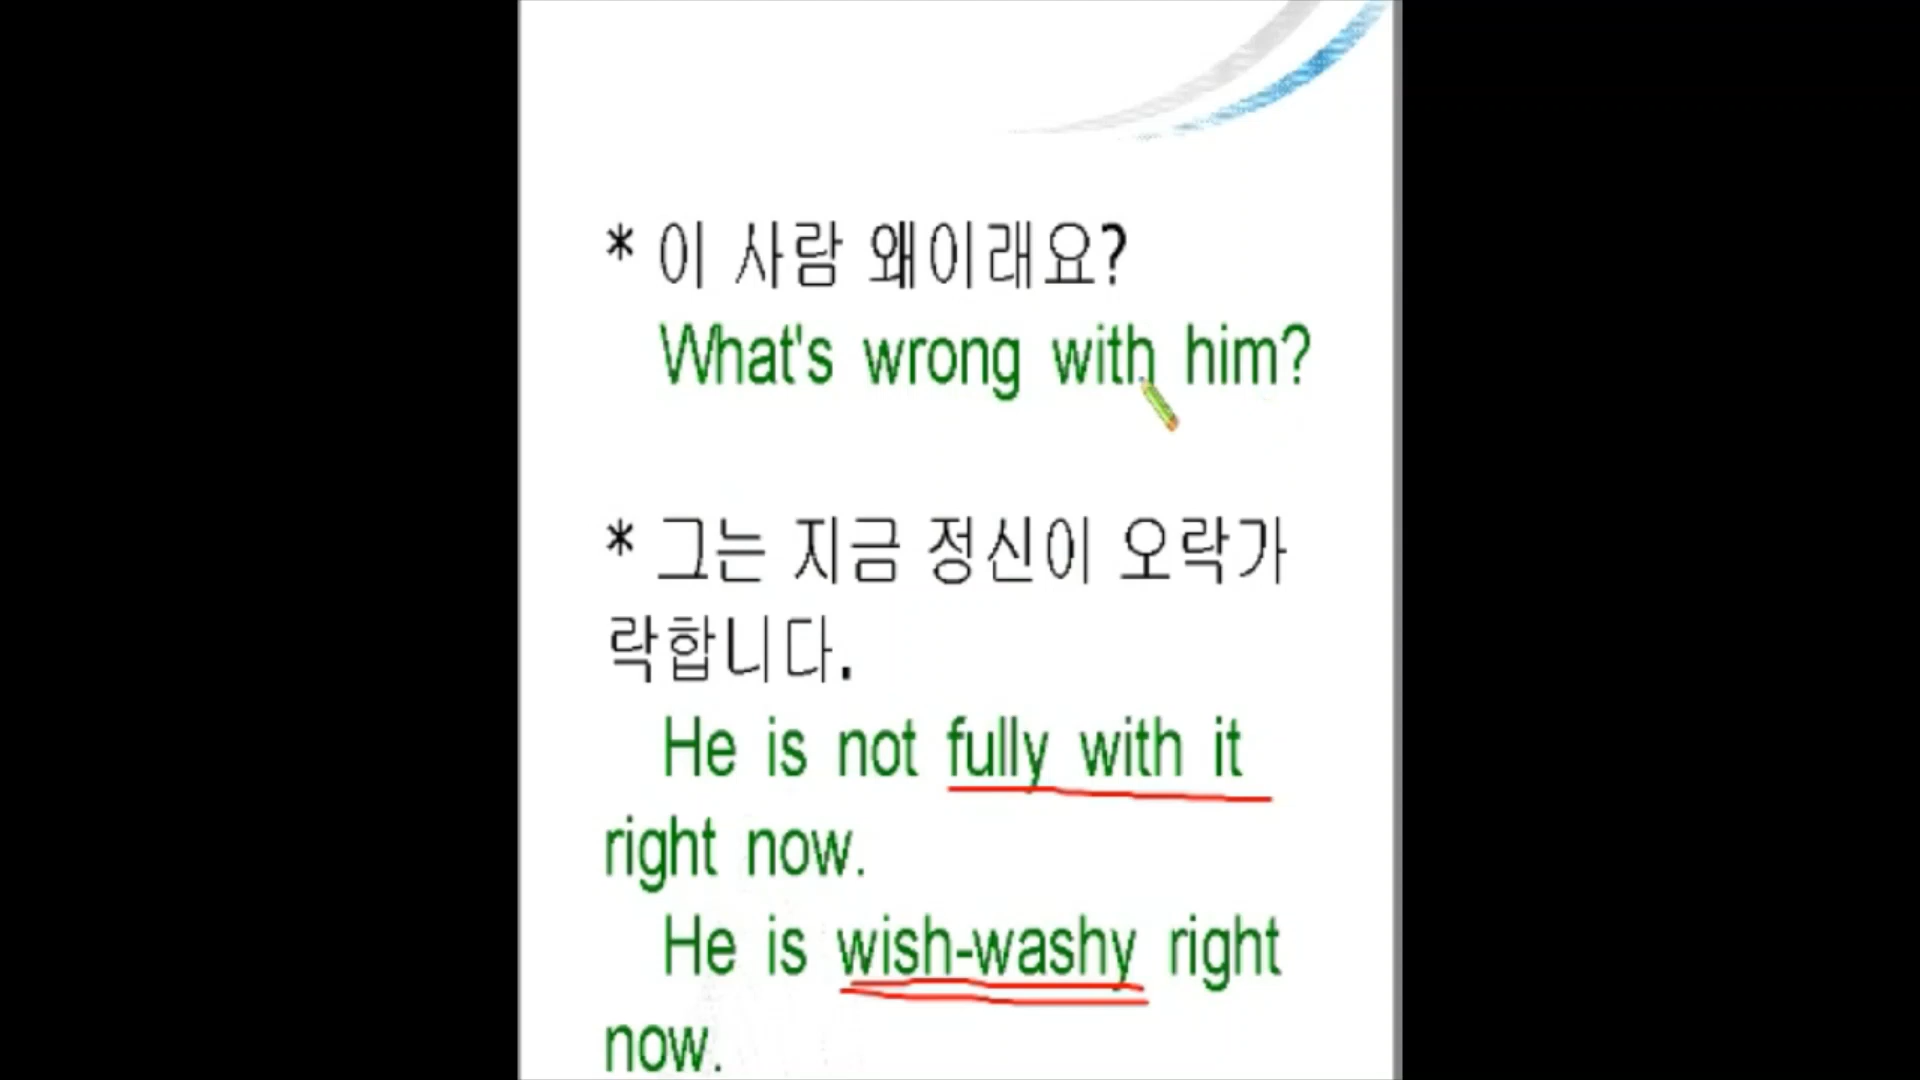 * 이 사람 왜이래요?
What's wrong with him?
* 그는 지금 정신이 오락가
락합니다.
He is not fully with it
right now.
He is wish-washy right
now.